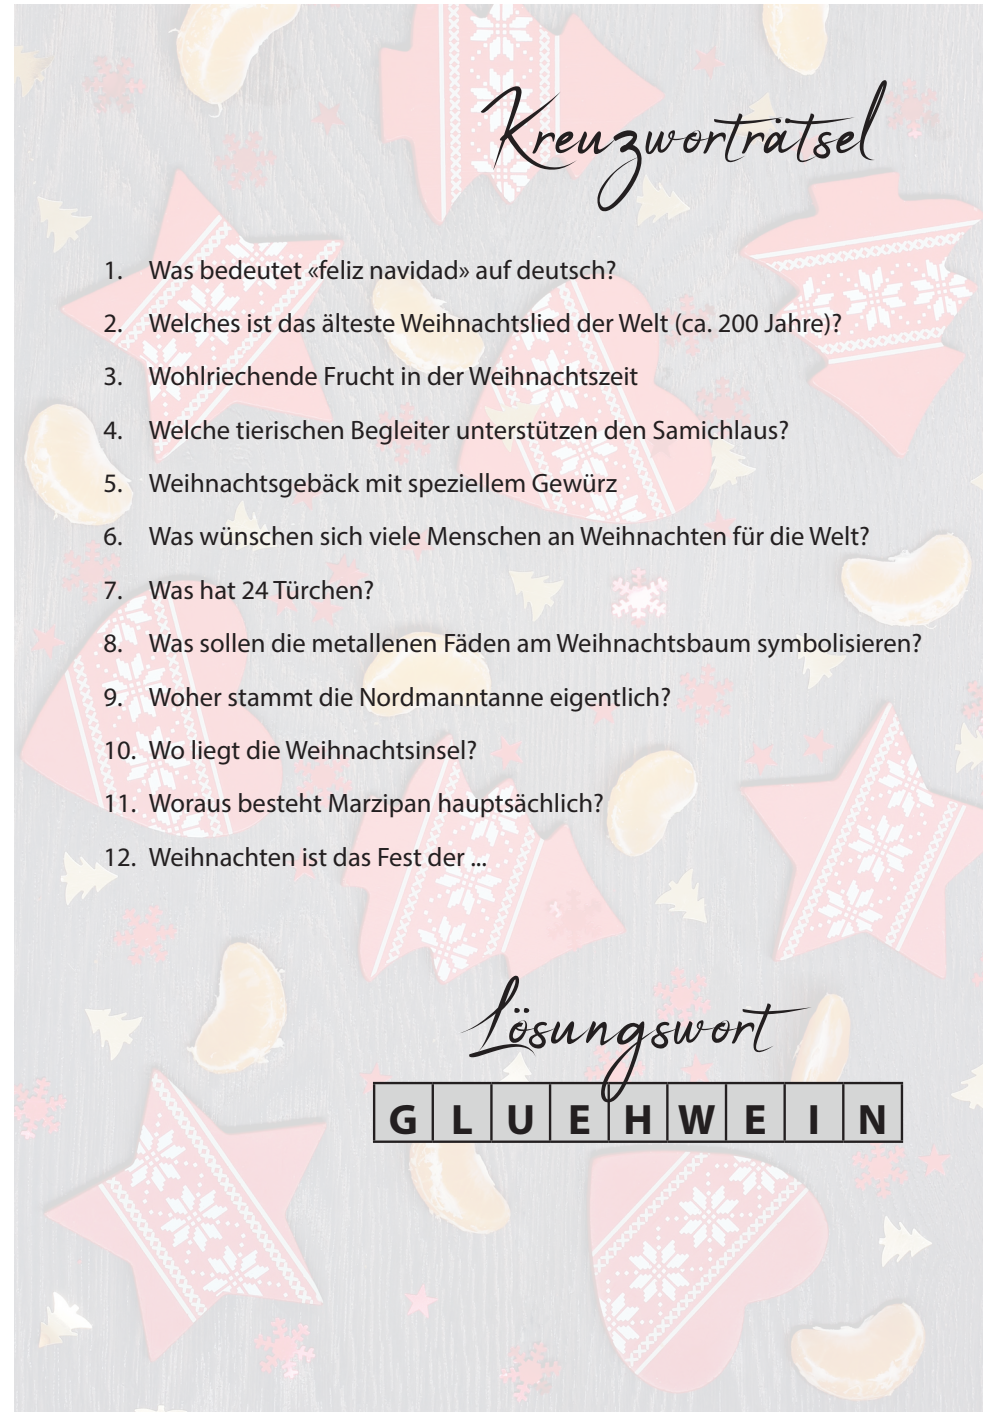 Kreuzworträtsel
1. Was bedeutet «feliz navidad» auf deutsch?
2. Welches ist das älteste Weihnachtslied der Welt (ca. 200 Jahre)?
3. Wohlriechende Frucht in der Weihnachtszeit
4. Welche tierischen Begleiter unterstützen den Samichlaus?
5. Weihnachtsgebäck mit speziellem Gewürz
6. Was wünschen sich viele Menschen an Weihnachten für die Welt?
7. Was hat 24 Türchen?
8. Was sollen die metallenen Fäden am Weihnachtsbaum symbolisieren?
9. Woher stammt die Nordmanntanne eigentlich?
10. Wo liegt die Weihnachtsinsel?
11. Woraus besteht Marzipan hauptsächlich?
12. Weihnachten ist das Fest der ...
Lösungswort
G L U E H W E I N